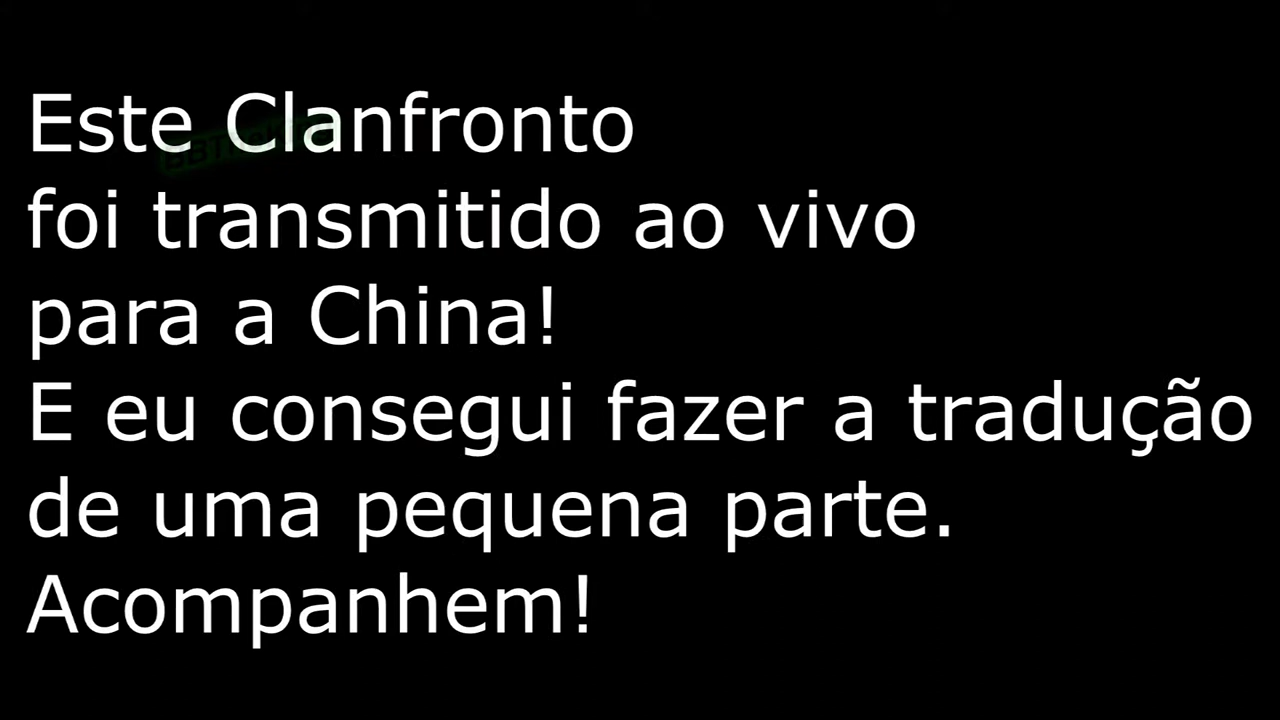 Este Clanfronto
foi transmitido ao vivo
para a China!
E eu consegui fazer a tradução
de uma pequena parte.
Acompanhem!